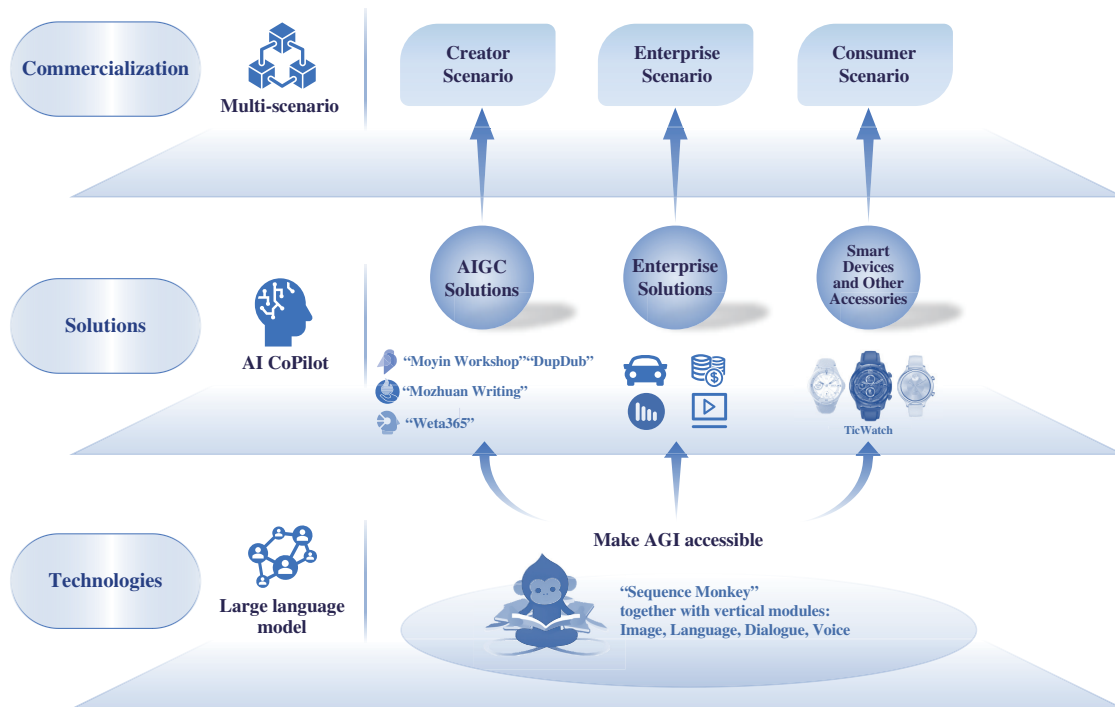 Commercialization
Multi-scenario
Creator
Scenario
Enterprise
Scenario
Consumer
Scenario
Solutions
AI CoPilot
AIGC
Solutions
Enterprise
Solutions
Smart
Devices
and Other
Accessories
“Moyin Workshop”“DupDub”
“Mozhuan Writing”
“Weta365”
TicWatch
Technologies
Large language
model
Make AGI accessible
“Sequence Monkey”
together with vertical modules:
Image, Language, Dialogue, Voice